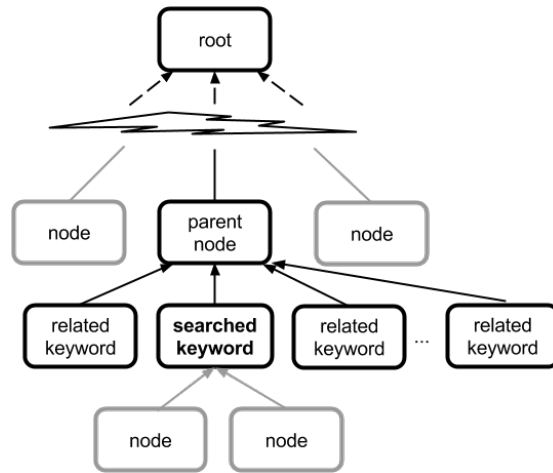 root
node
parent
node
node
related
keyword
searched
keyword
related
keyword
...
related
keyword
node
node